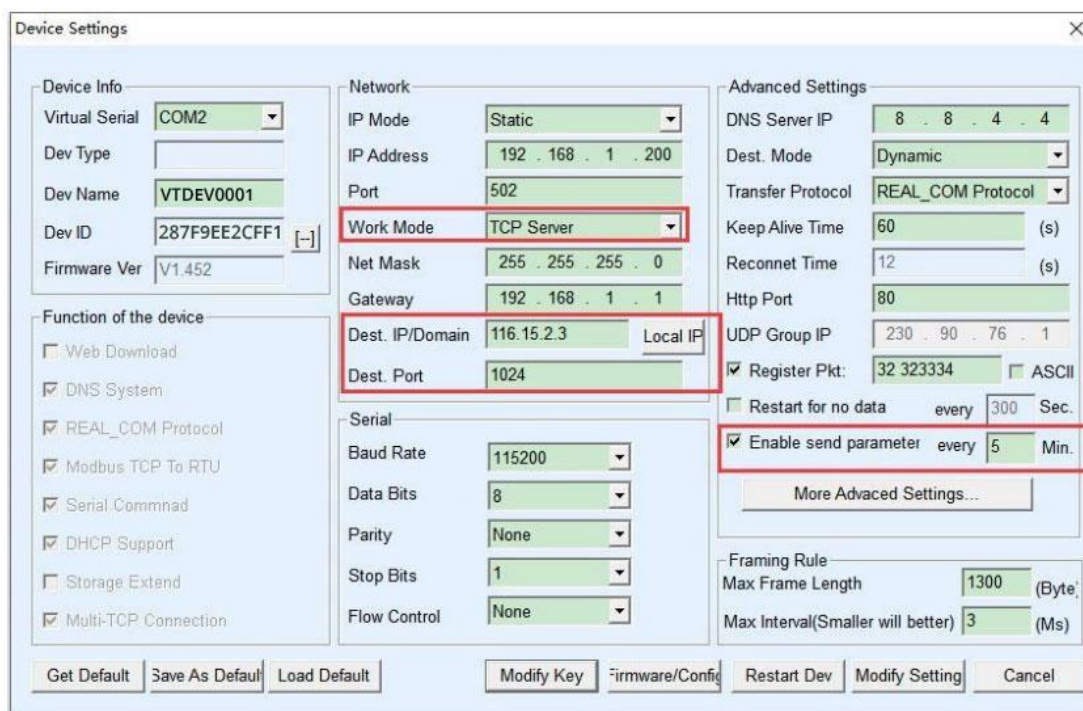 Device Settings
Device Info
Virtual Serial COM2
Dev Type
Dev Name VTDEV0001
Dev ID 287F9EE2CFF1 [--]
Firmware Ver V1.452
Function of the device
Web Download
DNS System
REAL_COM Protocol
Modbus TCP To RTU
Serial Commnad
DHCP Support
Storage Extend
Multi-TCP Connection
Network
IP Mode Static
IP Address 192 . 168 . 1 . 200
Port 502
Work Mode TCP Server
Net Mask 255 . 255 . 255 . 0
Gateway 192 . 168 . 1 . 1
Dest. IP/Domain 116.15.2.3 Local IP
Dest. Port 1024
Serial
Baud Rate 115200
Data Bits 8
Parity None
Stop Bits 1
Flow Control None
Advanced Settings
DNS Server IP 8 . 8 . 4 . 4
Dest. Mode Dynamic
Transfer Protocol REAL_COM Protocol
Keep Alive Time 60 (s)
Reconnet Time 12 (s)
Http Port 80
UDP Group IP 230 . 90 . 76 . 1
Register Pkt: 32 323334 ASCII
Restart for no data every 300 Sec.
Enable send parameter every 5 Min.
More Advaced Settings...
Framing Rule
Max Frame Length 1300 (Byte)
Max Interval(Smaller will better) 3 (Ms)
Get Default Save As Default Load Default Modify Key Firmware/Config Restart Dev Modify Setting Cancel